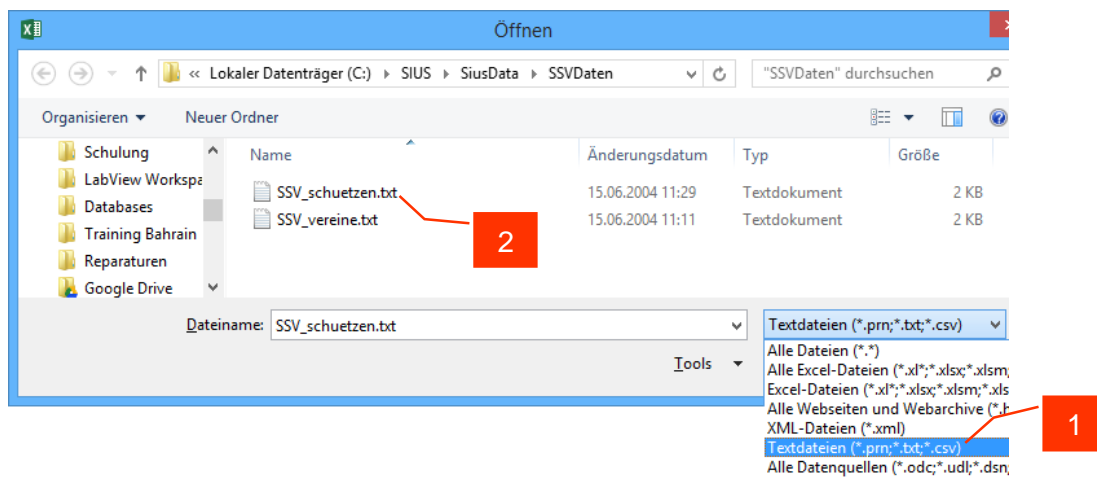 Öffnen
« Lokaler Datenträger (C:) SIUS SiusData SSVDaten "SSVDaten" durchsuchen
Organisieren Neuer Ordner
Name Änderungsdatum Typ Größe
Schulung
LabView Workspa
Databases
Training Bahrain
Reparaturen
Google Drive
SSV_schuetzen.txt 15.06.2004 11:29 Textdokument 2 KB
SSV_vereine.txt 15.06.2004 11:11 Textdokument 2 KB
2
Dateiname: SSV_schuetzen.txt Textdateien (*.prn;*.txt;*.csv)
Tools
Alle Dateien (*.*)
Alle Excel-Dateien (*.xl*;*.xlsx;*.xlsm;
Excel-Dateien (*.xl*;*.xlsx;*.xlsm;*.xls
Alle Webseiten und Webarchive (*.h
XML-Dateien (*.xml)
Textdateien (*.prn;*.txt;*.csv)
Alle Datenquellen (*.odc;*.udl;*.dsn;
1